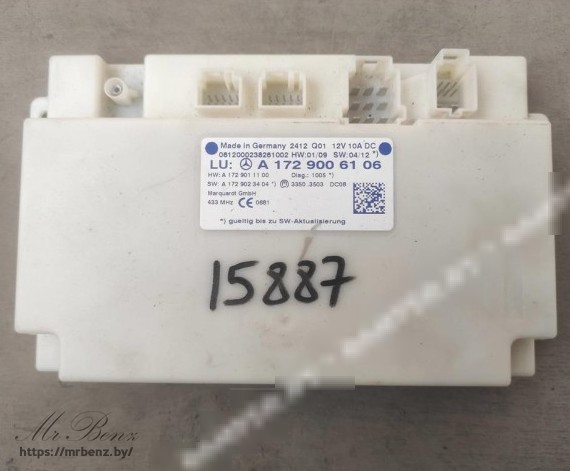 Made in Germany 2412 Q01 12V 10A DC
0612000238261002 HW:01/09 SW:04/12 *)
LU: A 172 900 61 06
HW: A 172 901 11 00 Diag.: 1005 *)
SW: A 172 902 34 04 *) 3350 3503 DC08
Marquardt GmbH
433 MHz CE 0681
*) gueltig bis zu SW-Aktualisierung
15887
Mr Benz
https://mrbenz.by/